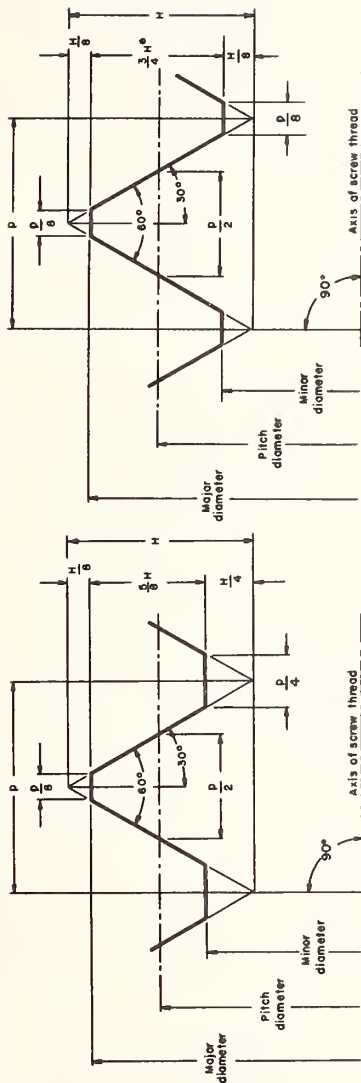 p
p/8
H/8
5/8 H
H
H/4
60°
30°
p/2
p/4
Major
diameter
Pitch
diameter
Minor
diameter
90°
Axis of screw thread
p
p/8
H/8
3/4 H
H
H/8
60°
30°
p/2
p/8
Major
diameter
Pitch
diameter
Minor
diameter
90°
Axis of screw thread